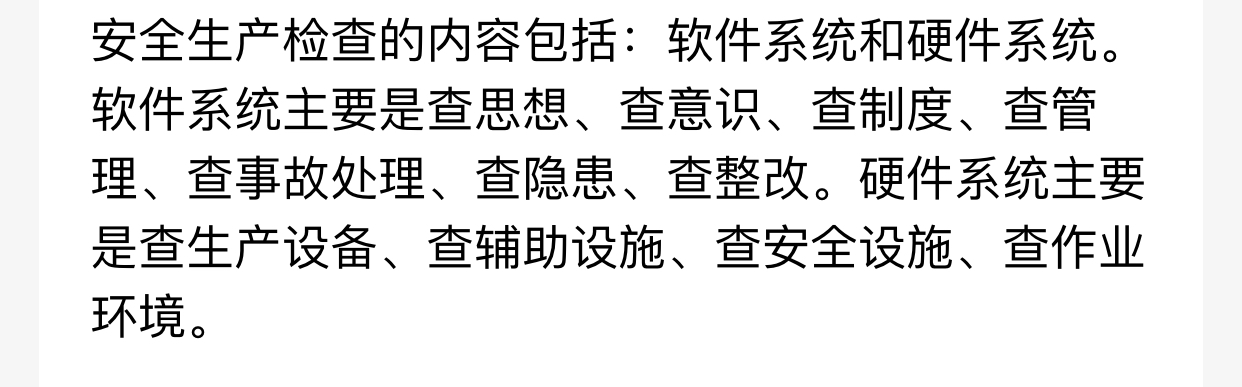 安全生产检查的内容包括：软件系统和硬件系统。
软件系统主要是查思想、查意识、查制度、查管
理、查事故处理、查隐患、查整改。硬件系统主要
是查生产设备、查辅助设施、查安全设施、查作业
环境。